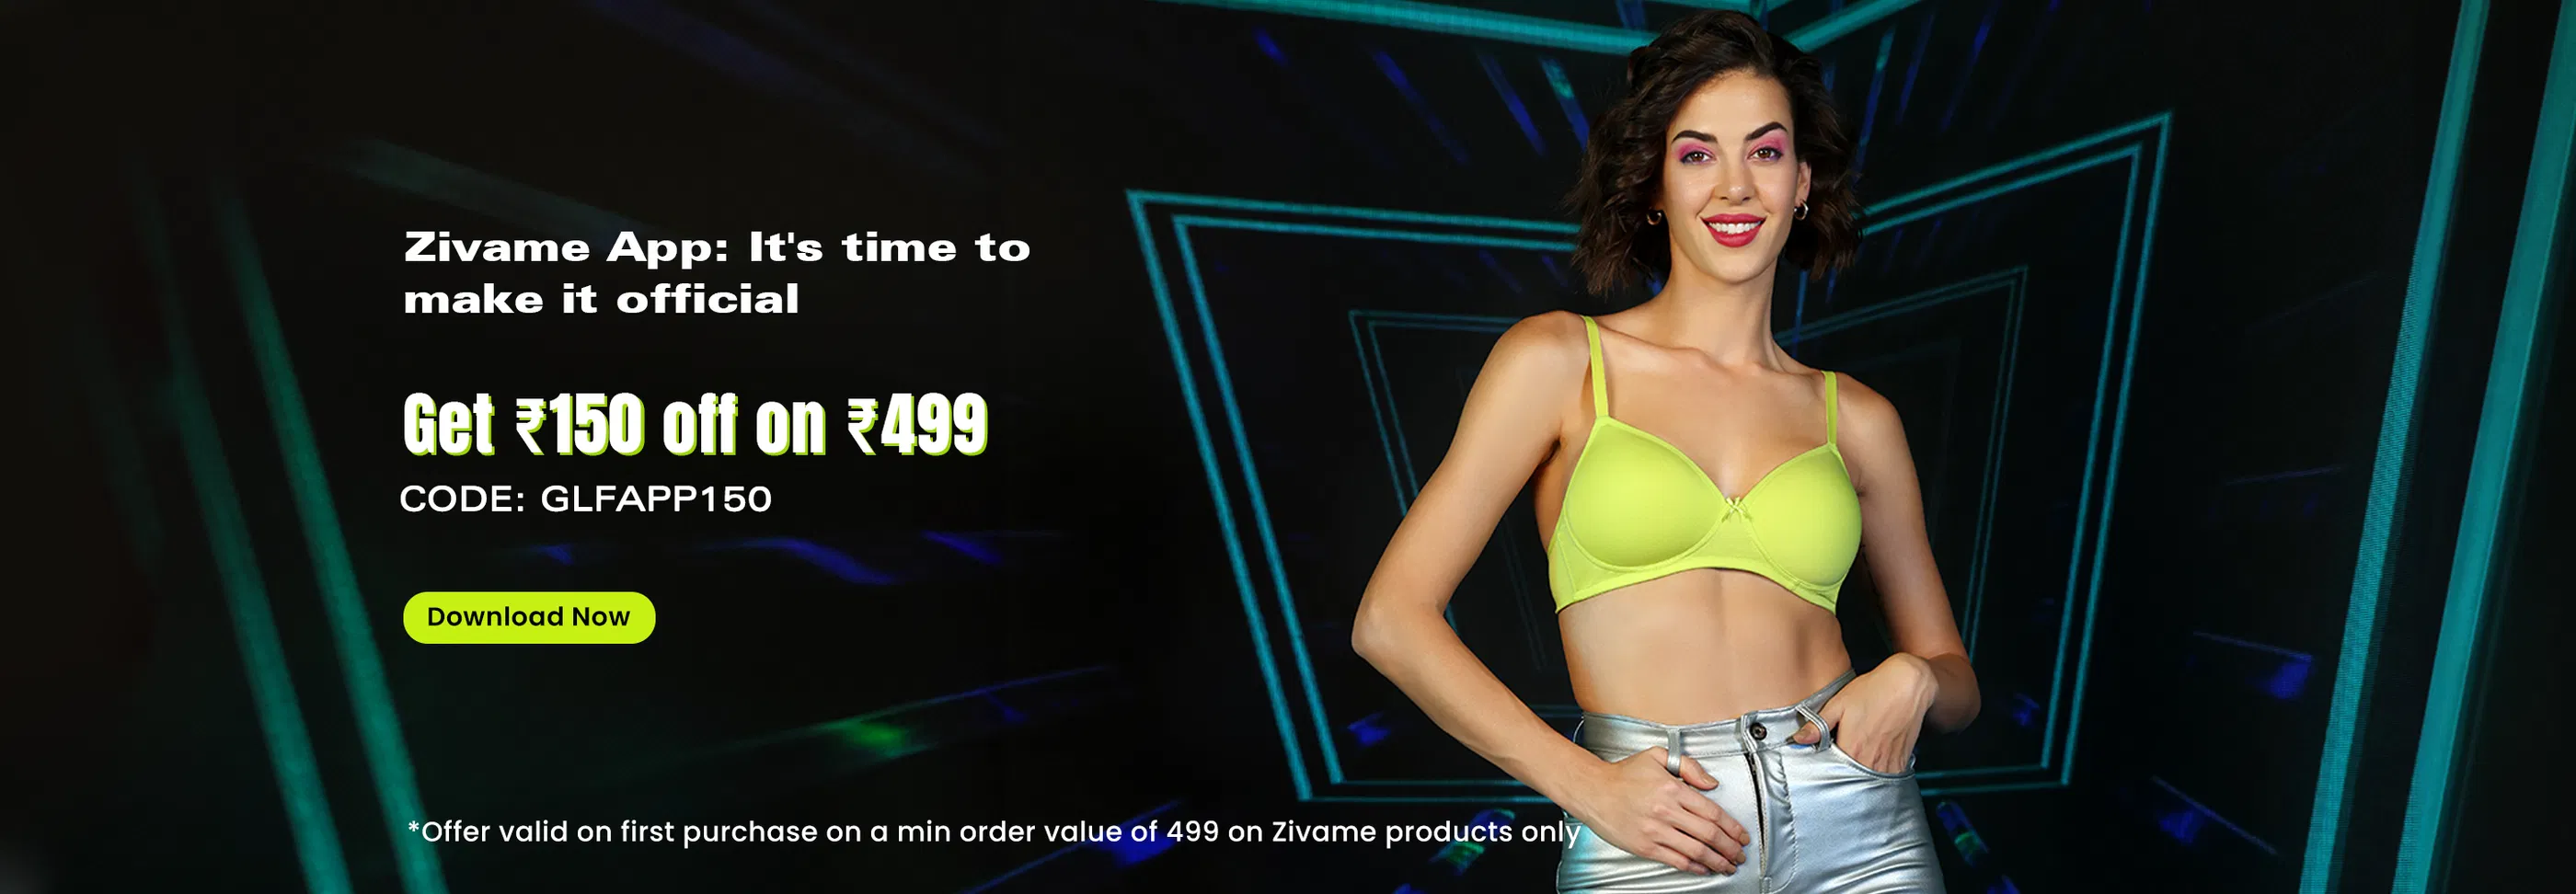 Zivame App: It's time to
make it official
Get ₹150 off on ₹499
CODE: GLFAPP150
Download Now
*Offer valid on first purchase on a min order value of 499 on Zivame products only